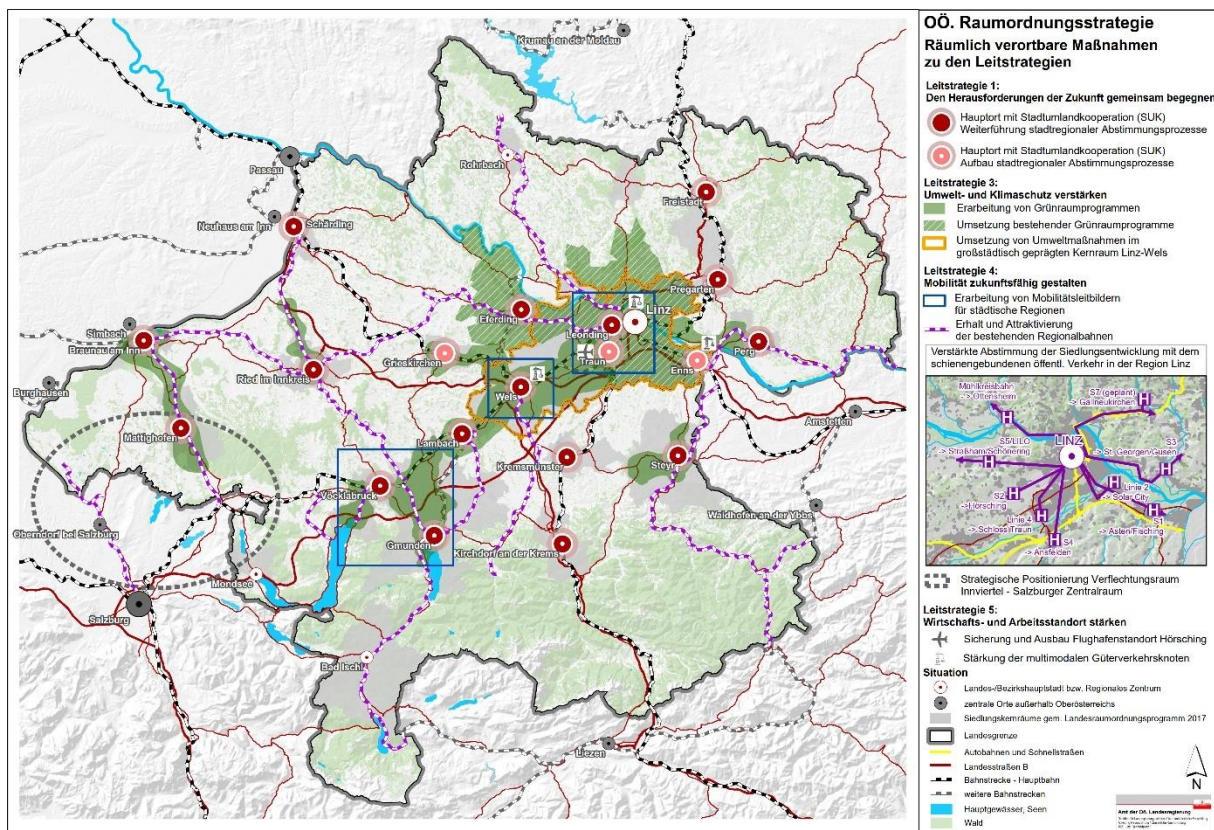 Krumau an der Moldau
Passau
Rohrbach
Neuhaus am Inn
Schärding
Freistadt
Pregarten
Simbach
Braunau am Inn
Eferding
Linz
Leonding
Grieskirchen
Traun
Enns
Perg
Burghausen
Ried im Innkreis
Wels
Amstetten
Mattighofen
Lambach
Kremsmünster
Steyr
Vöcklabruck
Waidhofen an der Ybbs
Oberndorf bei Salzburg
Gmunden
Kirchdorf an der Krems
Mondsee
Salzburg
Bad Ischl
Liezen
OÖ. Raumordnungsstrategie
Räumlich verortbare Maßnahmen
zu den Leitstrategien
Leitstrategie 1:
Den Herausforderungen der Zukunft gemeinsam begegnen
Hauptort mit Stadtumlandkooperation (SUK)
Weiterführung stadtregionaler Abstimmungsprozesse
Hauptort mit Stadtumlandkooperation (SUK)
Aufbau stadtregionaler Abstimmungsprozesse
Leitstrategie 3:
Umwelt- und Klimaschutz verstärken
Erarbeitung von Grünraumprogrammen
Umsetzung bestehender Grünraumprogramme
Umsetzung von Umweltmaßnahmen im
großstädtisch geprägten Kernraum Linz-Wels
Leitstrategie 4:
Mobilität zukunftsfähig gestalten
Erarbeitung von Mobilitätsleitbildern
für städtische Regionen
Erhalt und Attraktivierung
der bestehenden Regionalbahnen
Verstärkte Abstimmung der Siedlungsentwicklung mit dem
schienengebundenen öffentl. Verkehr in der Region Linz
Mühlkreisbahn
-> Ottensheim
S7 (geplant)
-> Gallneukirchen
H
H
LINZ
S5/LILO
-> Straßham/Schönering
S3
-> St. Georgen/Gusen
H
H
S2
->Hörsching
H
Linie 2
-> Solar City
H
H
Linie 4
-> Schloss Traun
H
S1
-> Asten/Fisching
H
S4
-> Ansfelden
Strategische Positionierung Verflechtungsraum
Innviertel - Salzburger Zentralraum
Leitstrategie 5:
Wirtschafts- und Arbeitsstandort stärken
Sicherung und Ausbau Flughafenstandort Hörsching
Stärkung der multimodalen Güterverkehrsknoten
Situation
Landes-/Bezirkshauptstadt bzw. Regionales Zentrum
zentrale Orte außerhalb Oberösterreichs
Siedlungskernräume gem. Landesraumordnungsprogramm 2017
Landesgrenze
Autobahnen und Schnellstraßen
Landesstraßen B
Bahnstrecke - Hauptbahn
weitere Bahnstrecken
Hauptgewässer, Seen
Wald
N
Amt der OÖ. Landesregierung